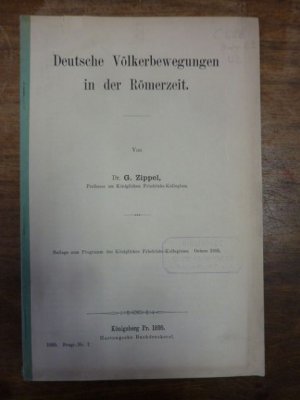 Deutsche Völkerbewegungen
in der Römerzeit.
Von
Dr. G. Zippel,
Professor am Königlichen Friedrichs-Kollegium.
Beilage zum Programm des Königlichen Friedrichs-Kollegiums. Ostern 1895.
Königsberg Pr. 1895.
Hartungsche Buchdruckerei.
1895. Progr. Nr. 7.